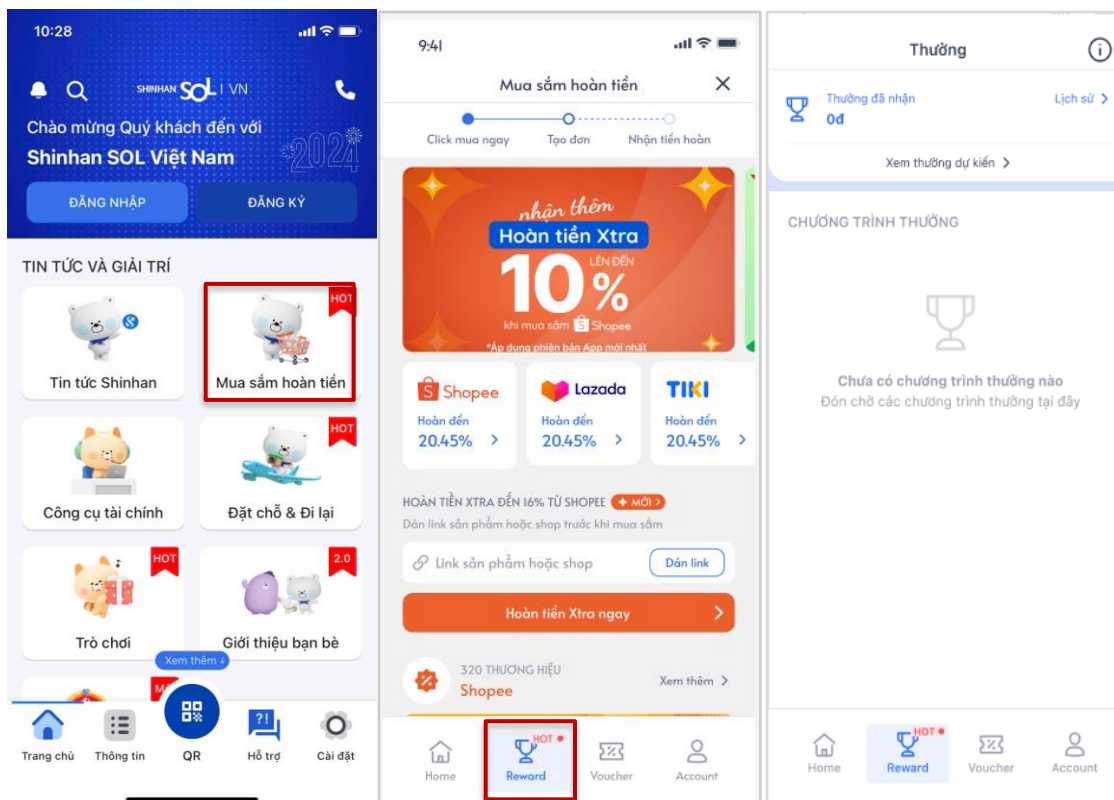 10:28
SHINHAN SOL VN
Chào mừng Quý khách đến với
Shinhan SOL Việt Nam
2024
ĐĂNG NHẬP
ĐĂNG KÝ
TIN TỨC VÀ GIẢI TRÍ
Tin tức Shinhan
HOT
Mua sắm hoàn tiền
Công cụ tài chính
HOT
Đặt chỗ & Đi lại
HOT
Trò chơi
2.0
Giới thiệu bạn bè
Xem thêm ↓
Trang chủ
Thông tin
QR
Hỗ trợ
Cài đặt
9:41
Mua sắm hoàn tiền
Click mua ngay
Tạo đơn
Nhận tiền hoàn
nhận thêm
Hoàn tiền Xtra
LÊN ĐẾN
10%
khi mua sắm S Shopee
*Áp dụng phiên bản App mới nhất
S Shopee
Hoàn đến
20.45% >
Lazada
Hoàn đến
20.45% >
TIKI
Hoàn đến
20.45% >
HOÀN TIỀN XTRA ĐẾN 16% TỪ SHOPEE
MỚI >
Dán link sản phẩm hoặc shop trước khi mua sắm
Link sản phẩm hoặc shop
Dán link
Hoàn tiền Xtra ngay >
320 THƯƠNG HIỆU
Shopee
Xem thêm >
Home
HOT
Reward
Voucher
Account
Thưởng
Thưởng đã nhận
0đ
Lịch sử >
Xem thưởng dự kiến >
CHƯƠNG TRÌNH THƯỞNG
Chưa có chương trình thưởng nào
Đón chờ các chương trình thưởng tại đây
Home
HOT
Reward
Voucher
Account